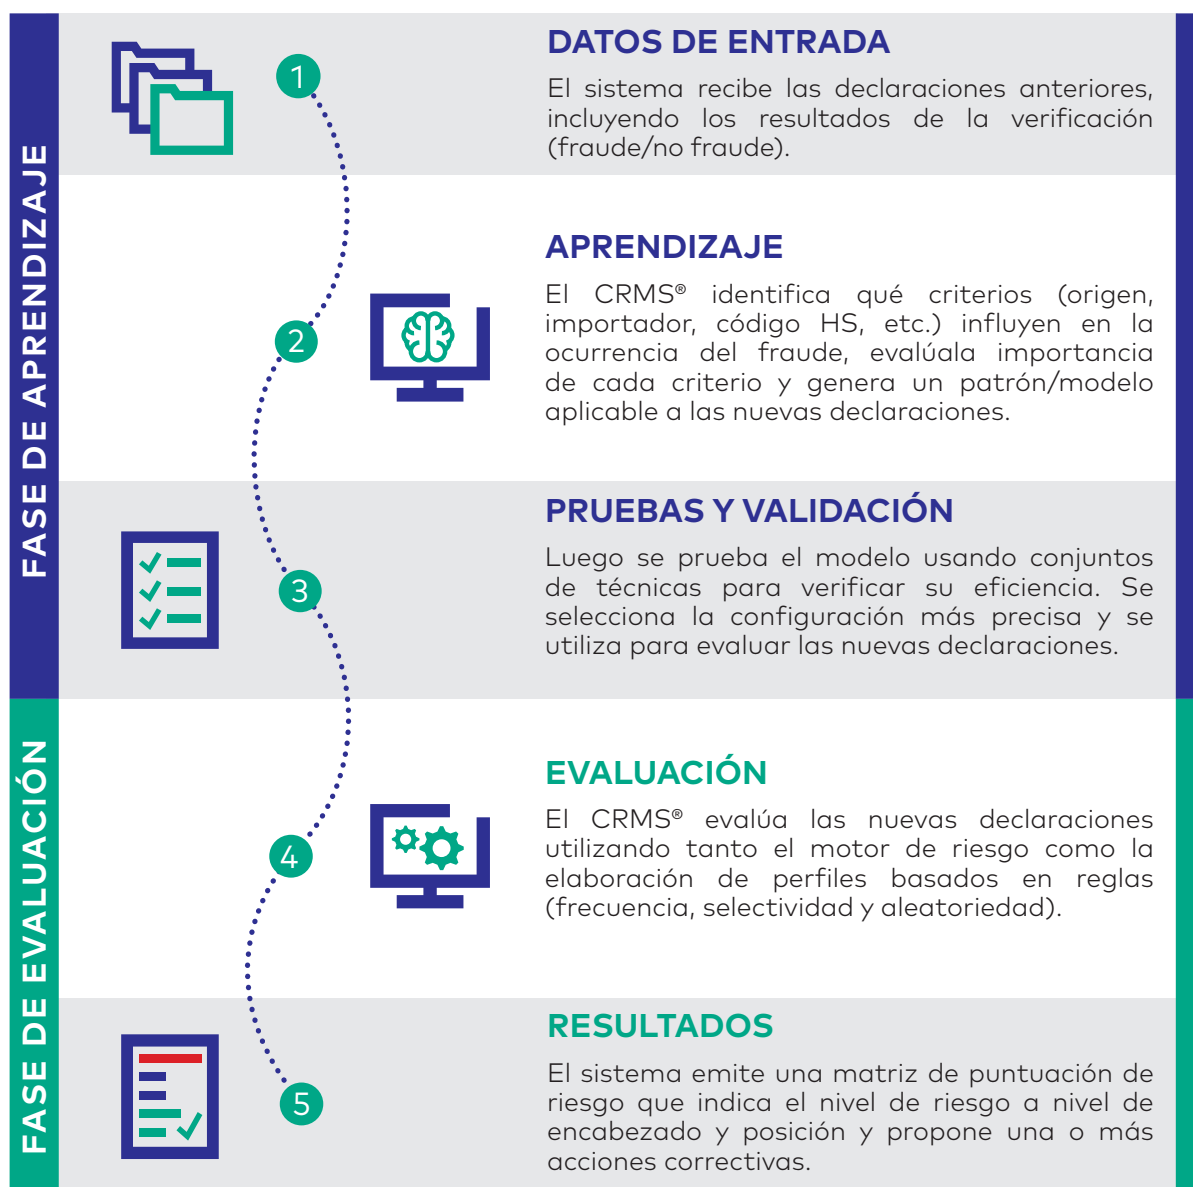 FASE DE APRENDIZAJE
1
DATOS DE ENTRADA
El sistema recibe las declaraciones anteriores,
incluyendo los resultados de la verificación
(fraude/no fraude).
2
APRENDIZAJE
El CRMS® identifica qué criterios (origen,
importador, código HS, etc.) influyen en la
ocurrencia del fraude, evalúala importancia
de cada criterio y genera un patrón/modelo
aplicable a las nuevas declaraciones.
3
PRUEBAS Y VALIDACIÓN
Luego se prueba el modelo usando conjuntos
de técnicas para verificar su eficiencia. Se
selecciona la configuración más precisa y se
utiliza para evaluar las nuevas declaraciones.
FASE DE EVALUACIÓN
4
EVALUACIÓN
El CRMS® evalúa las nuevas declaraciones
utilizando tanto el motor de riesgo como la
elaboración de perfiles basados en reglas
(frecuencia, selectividad y aleatoriedad).
5
RESULTADOS
El sistema emite una matriz de puntuación de
riesgo que indica el nivel de riesgo a nivel de
encabezado y posición y propone una o más
acciones correctivas.